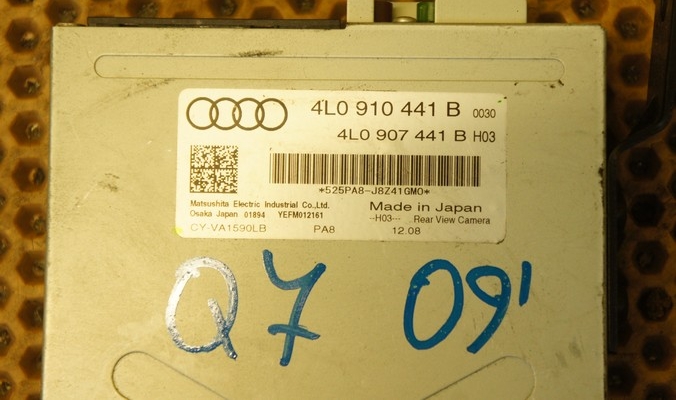 4L0 910 441 B 0030
4L0 907 441 B H03
*525PA8-J8Z41GM0*
Matsushita Electric Industrial Co.,Ltd. Made in Japan
Osaka Japan 01894 YEFM012161 --H03--- Rear View Camera
CY-VA1590LB PA8 12.08
Q7 09'